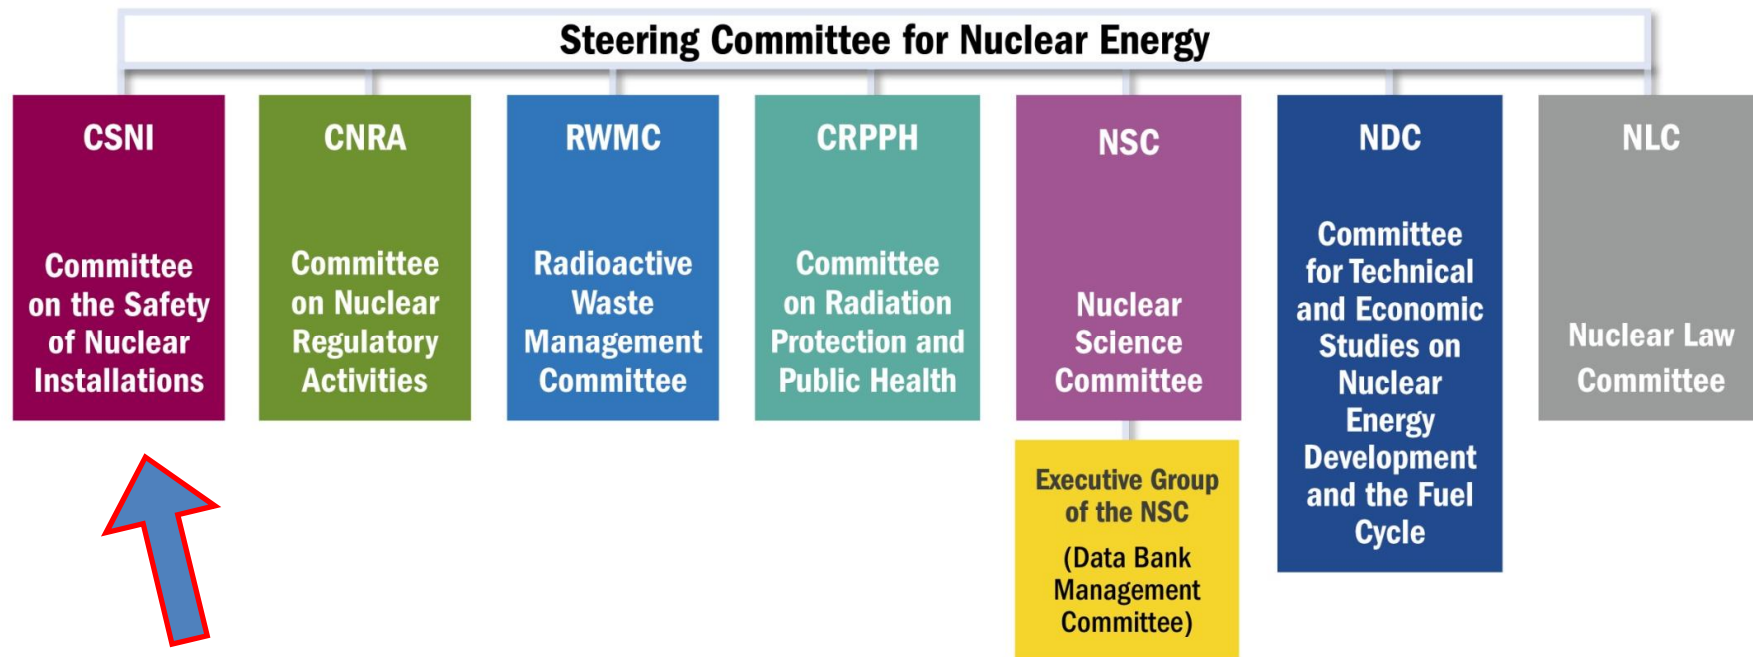 Steering Committee for Nuclear Energy
CSNI
Committee
on the Safety
of Nuclear
Installations
CNRA
Committee
on Nuclear
Regulatory
Activities
RWMC
Radioactive
Waste
Management
Committee
CRPPH
Committee
on Radiation
Protection and
Public Health
NSC
Nuclear
Science
Committee
Executive Group
of the NSC
(Data Bank
Management
Committee)
NDC
Committee
for Technical
and Economic
Studies on
Nuclear
Energy
Development
and the Fuel
Cycle
NLC
Nuclear Law
Committee